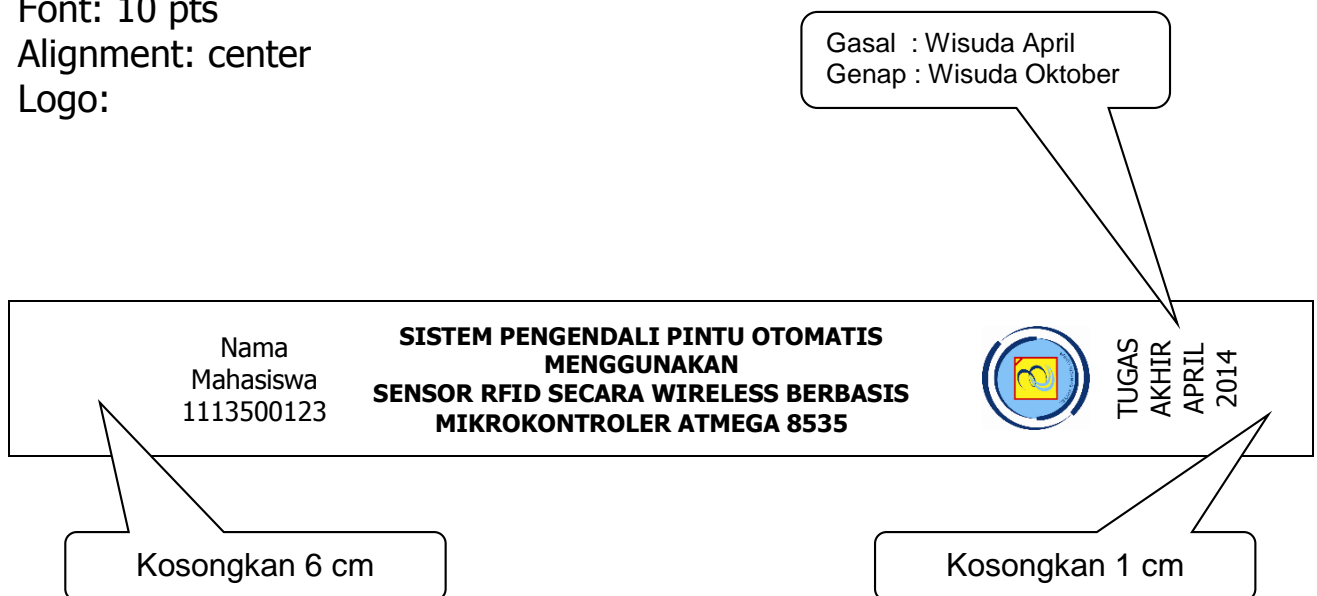 Font: 10 pts
Alignment: center
Logo:
Gasal : Wisuda April
Genap : Wisuda Oktober
Nama
Mahasiswa
1113500123
SISTEM PENGENDALI PINTU OTOMATIS
MENGGUNAKAN
SENSOR RFID SECARA WIRELESS BERBASIS
MIKROKONTROLER ATMEGA 8535
TUGAS
AKHIR
APRIL
2014
Kosongkan 6 cm
Kosongkan 1 cm